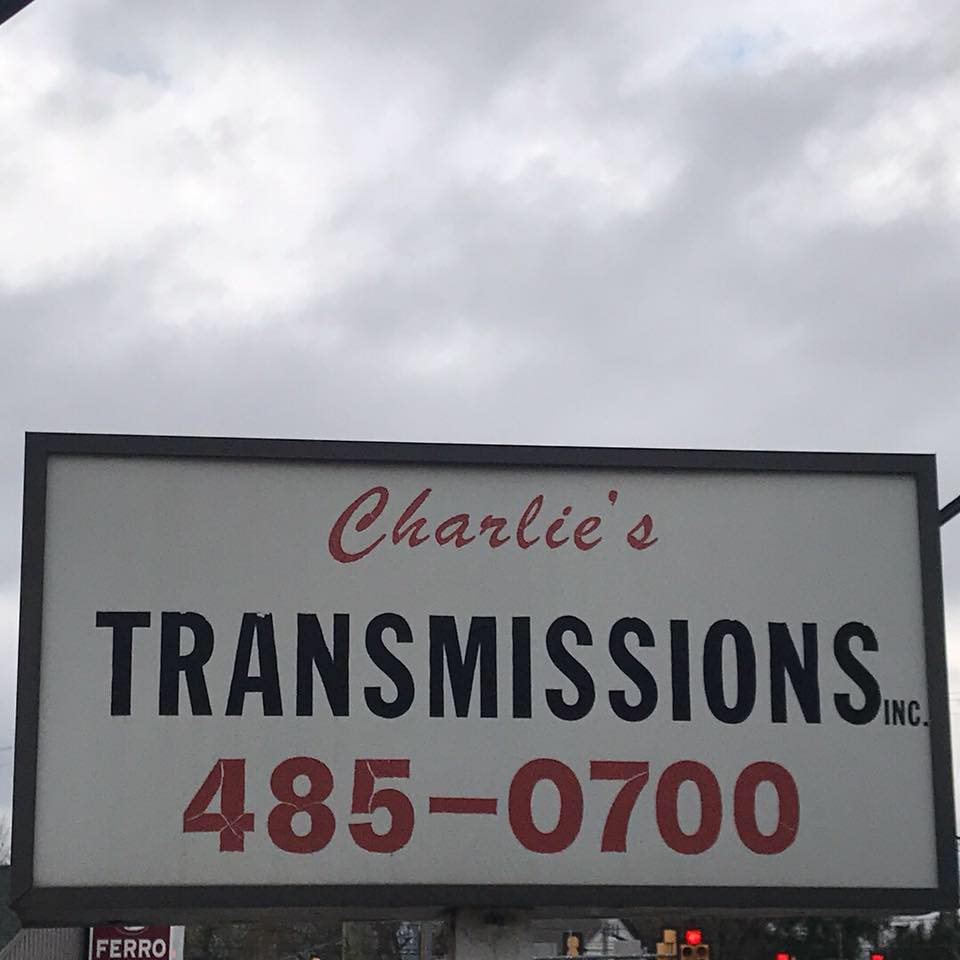 Charlie's
TRANSMISSIONS INC.
485-0700
FERRO